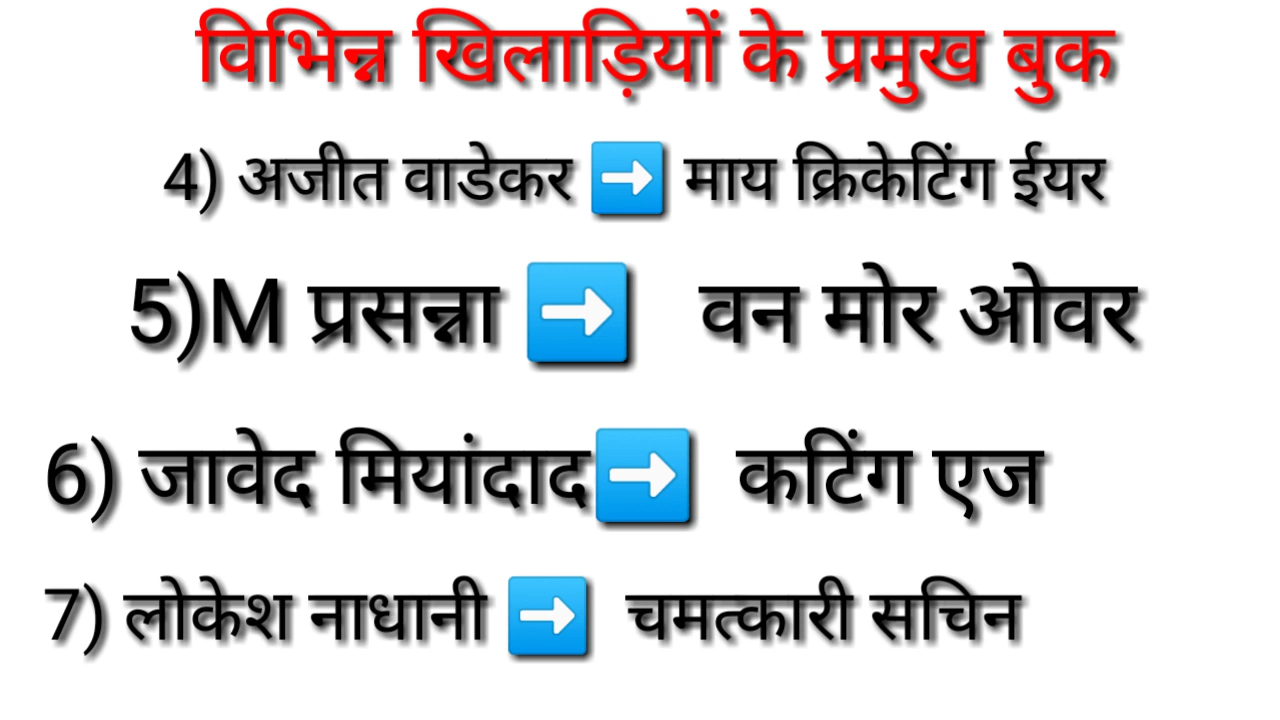 विभिन्न खिलाड़ियों के प्रमुख बुक
4) अजीत वाडेकर ➡️ माय क्रिकेटिंग ईयर
5)M प्रसन्ना ➡️ वन मोर ओवर
6) जावेद मियांदाद➡️ कटिंग एज
7) लोकेश नाधानी ➡️ चमत्कारी सचिन